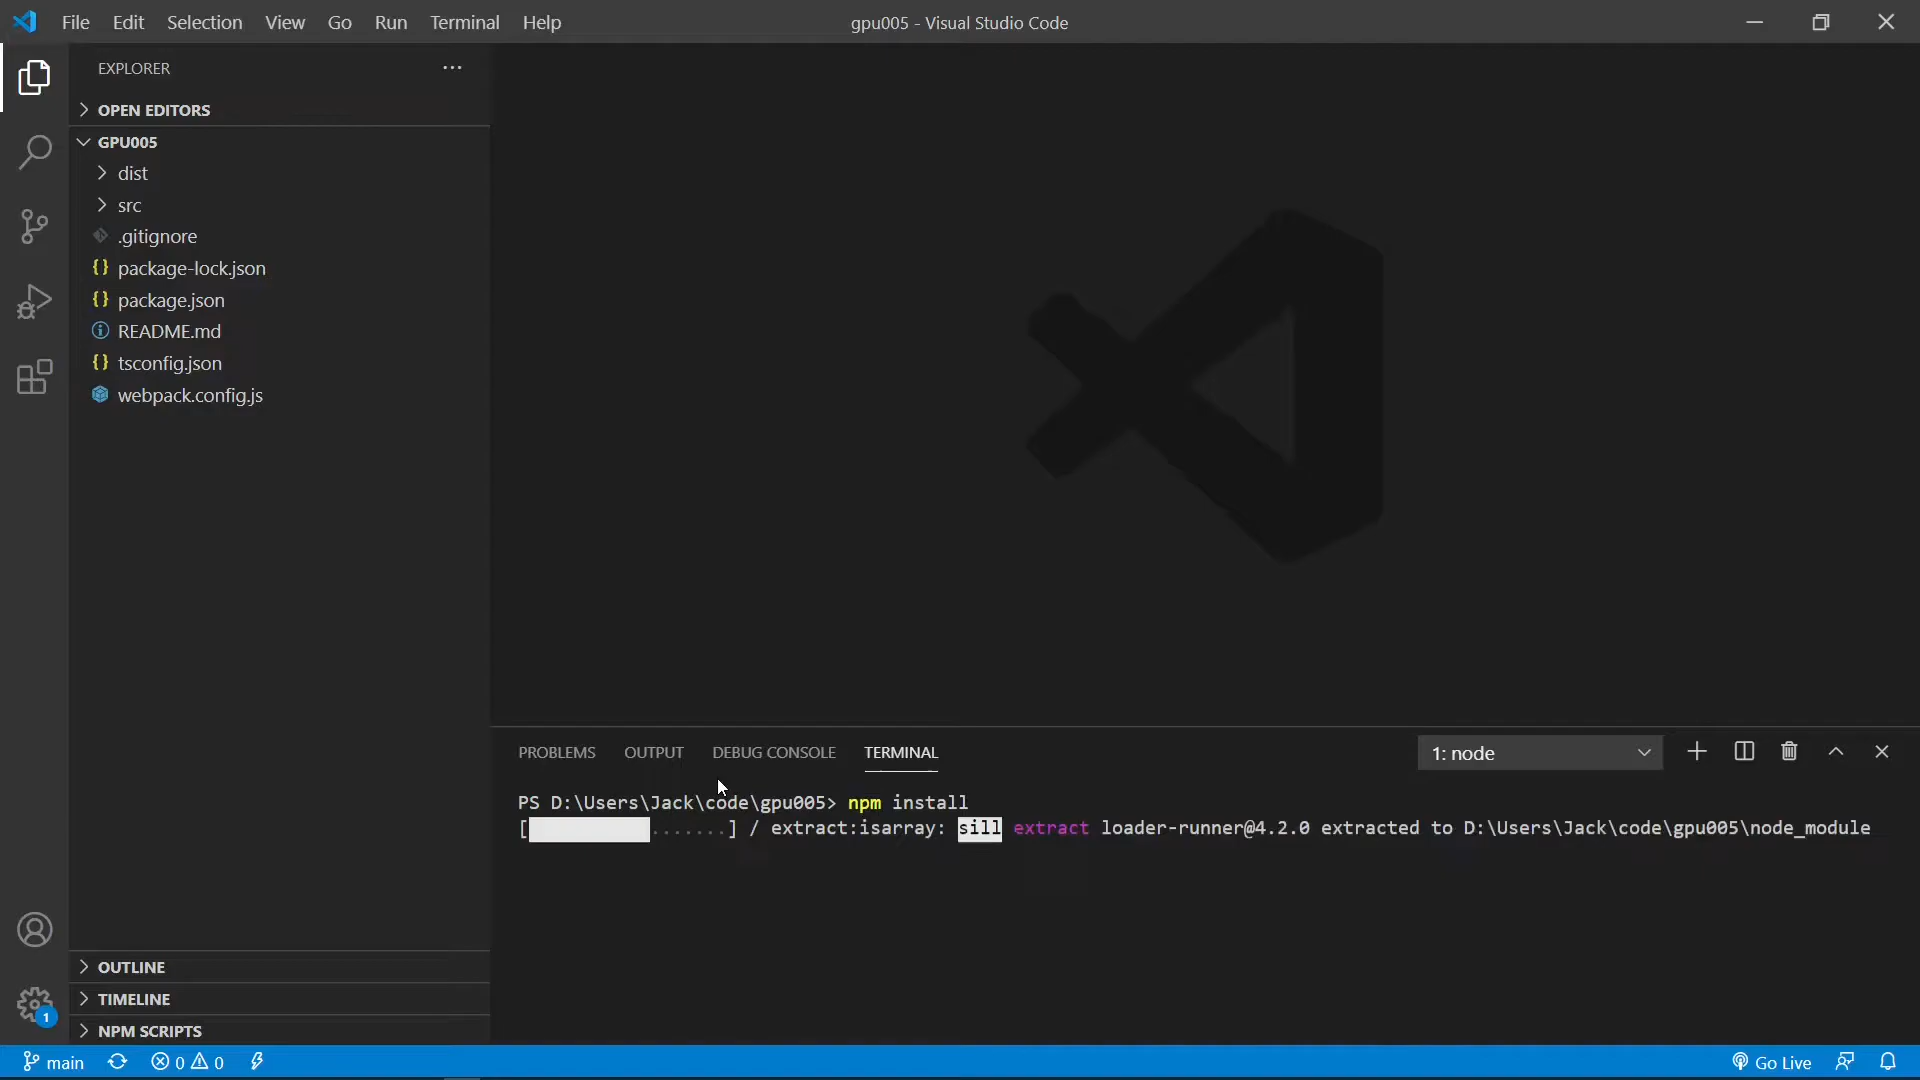 File Edit Selection View Go Run Terminal Help
gpu005 - Visual Studio Code
EXPLORER
OPEN EDITORS
GPU005
dist
src
.gitignore
package-lock.json
package.json
README.md
tsconfig.json
webpack.config.js
PROBLEMS OUTPUT DEBUG CONSOLE TERMINAL
1: node
PS D:\Users\Jack\code\gpu005> npm install
[ .......] / extract:isarray: sill extract loader-runner@4.2.0 extracted to D:\Users\Jack\code\gpu005\node_module
OUTLINE
TIMELINE
NPM SCRIPTS
1
main 0 0
Go Live